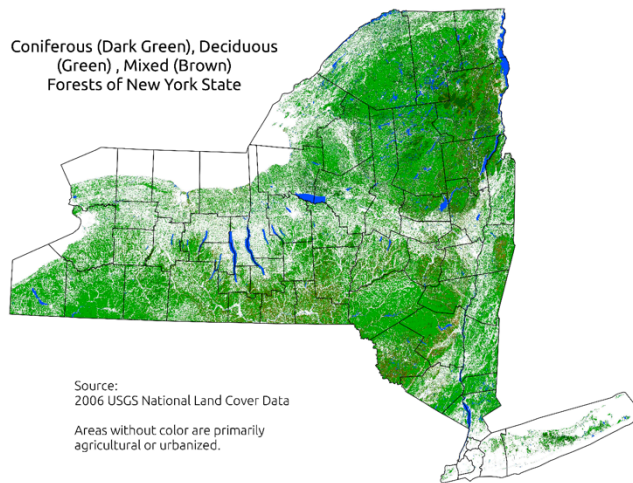 Coniferous (Dark Green), Deciduous
(Green) , Mixed (Brown)
Forests of New York State
Source:
2006 USGS National Land Cover Data
Areas without color are primarily
agricultural or urbanized.